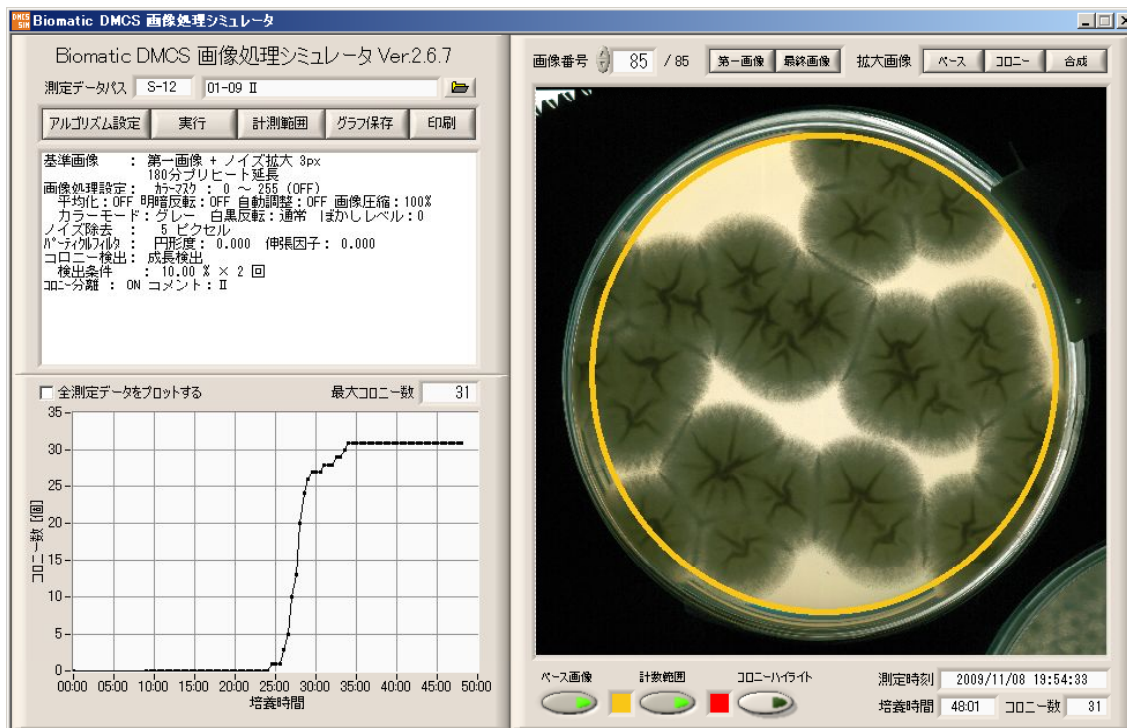 DMCS SIM Biomatic DMCS 画像処理シミュレータ
Biomatic DMCS 画像処理シミュレータ Ver.2.6.7
測定データパス S-12 01-09 Ⅱ
アルゴリズム設定 実行 計測範囲 グラフ保存 印刷
基準画像 : 第一画像 + ノイズ拡大 3px
180分プリヒート延長
画像処理設定: カラーマスク : 0 ～ 255 (OFF)
平均化:OFF 明暗反転:OFF 自動調整:OFF 画像圧縮:100%
カラーモード:グレー 白黒反転:通常 ぼかしレベル:0
ノイズ除去 : 5 ピクセル
パーティクルフィルタ : 円形度: 0.000 伸張因子: 0.000
コロニー検出: 成長検出
検出条件 : 10.00 % × 2 回
コロニー分離 : ON コメント:Ⅱ
全測定データをプロットする 最大コロニー数 31
コロニー数 [個]
35
30
25
20
15
10
5
0
00:00 05:00 10:00 15:00 20:00 25:00 30:00 35:00 40:00 45:00 50:00
培養時間
画像番号 85 / 85 第一画像 最終画像 拡大画像 ベース コロニー 合成
ベース画像 計数範囲 コロニーハイライト
測定時刻 2009/11/08 19:54:33
培養時間 48:01 コロニー数 31